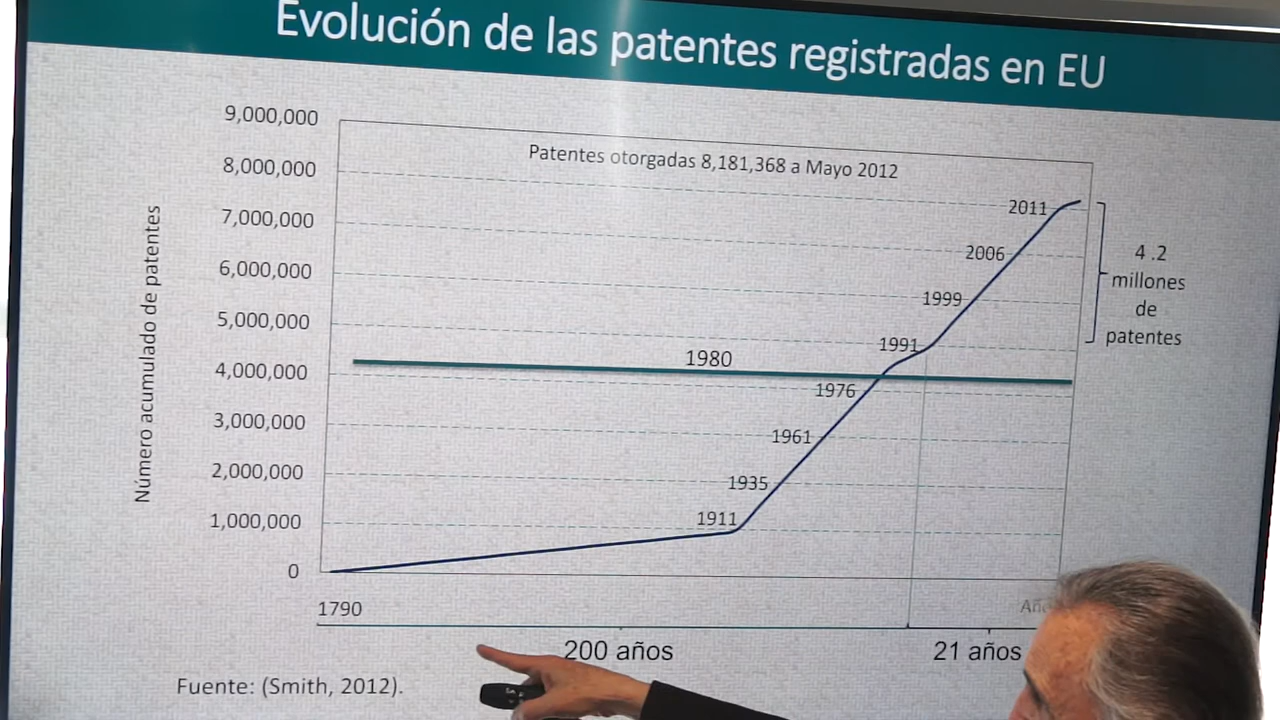 Evolución de las patentes registradas en EU
Patentes otorgadas 8,181,368 a Mayo 2012
Número acumulado de patentes
9,000,000
8,000,000
7,000,000
6,000,000
5,000,000
4,000,000
3,000,000
2,000,000
1,000,000
0
2011
2006
1999
1991
1980
1976
1961
1935
1911
4 .2
millones
de
patentes
1790
200 años
21 años
Fuente: (Smith, 2012).